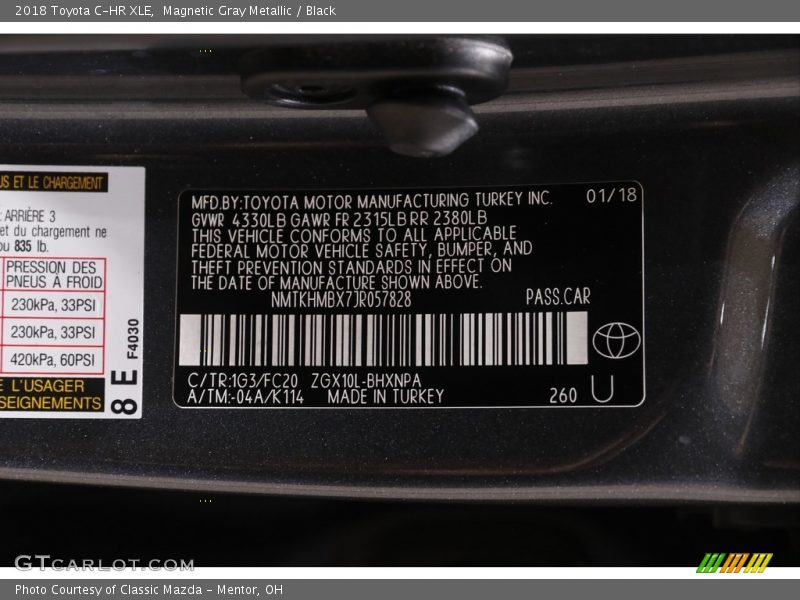 2018 Toyota C-HR XLE, Magnetic Gray Metallic / Black
US ET LE CHARGEMENT
: ARRIÈRE 3
et du chargement ne
ou 835 lb.
PRESSION DES
PNEUS À FROID
230kPa, 33PSI
230kPa, 33PSI
420kPa, 60PSI
E L'USAGER
SEIGNEMENTS
8 E F4030
MFD.BY:TOYOTA MOTOR MANUFACTURING TURKEY INC. 01/18
GVWR 4330LB GAWR FR 2315LB RR 2380LB
THIS VEHICLE CONFORMS TO ALL APPLICABLE
FEDERAL MOTOR VEHICLE SAFETY, BUMPER, AND
THEFT PREVENTION STANDARDS IN EFFECT ON
THE DATE OF MANUFACTURE SHOWN ABOVE.
NMTKHMBX7JR057828 PASS.CAR
C/TR:1G3/FC20 ZGX10L-BHXNPA
A/TM:-04A/K114 MADE IN TURKEY 260 U
GTCARLOT.COM
Photo Courtesy of Classic Mazda - Mentor, OH